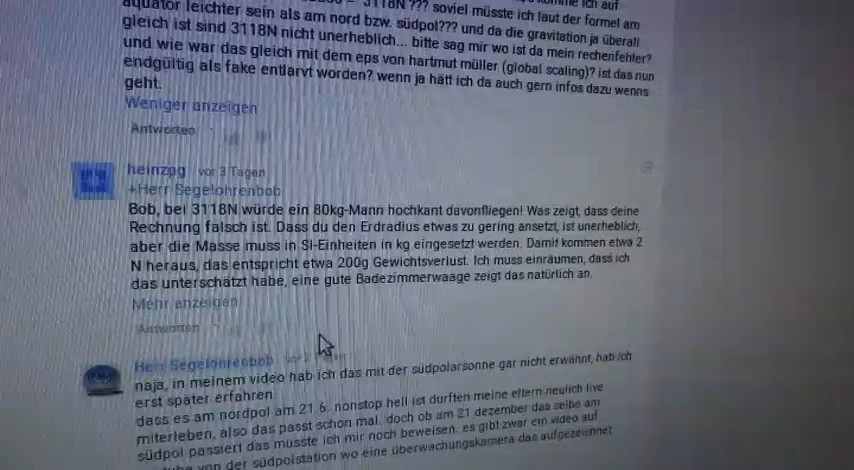 3118N ??? soviel müsste ich laut der formel am
äquator leichter sein als am nord bzw. südpol??? und da die gravitation ja überall
gleich ist sind 3118N nicht unerheblich... bitte sag mir wo ist da mein rechenfehler?
und wie war das gleich mit dem eps von hartmut müller (global scaling)? ist das nun
endgültig als fake entlarvt worden? wenn ja hätt ich da auch gern infos dazu wenns
geht.
Weniger anzeigen
Antworten
heinzpg vor 3 Tagen
+Herr Segelohrenbob
Bob, bei 3118N würde ein 80kg-Mann hochkant davonfliegen! Was zeigt, dass deine
Rechnung falsch ist. Dass du den Erdradius etwas zu gering ansetzt, ist unerheblich,
aber die Masse muss in SI-Einheiten in kg eingesetzt werden. Damit kommen etwa 2
N heraus, das entspricht etwa 200g Gewichtsverlust. Ich muss einräumen, dass ich
das unterschätzt habe, eine gute Badezimmerwaage zeigt das natürlich an.
Mehr anzeigen
Antworten
Herr Segelohrenbob vor
naja, in meinem video hab ich das mit der südpolarsonne gar nicht erwähnt, hab ich
erst später erfahren
dass es am nordpol am 21.6. nonstop hell ist durften meine eltern neulich live
miterleben, also das passt schon mal. doch ob am 21 dezember das selbe am
südpol passiert das müsste ich mir noch beweisen. es gibt zwar ein video auf
von der südpolstation wo eine überwachungskamera das aufgezeichnet